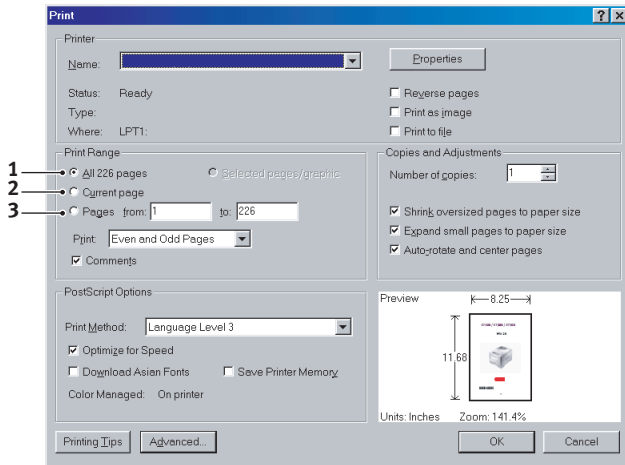 Print
Printer
Name:
Properties
Status: Ready
Reverse pages
Type:
Print as image
Where: LPT1:
Print to file
Print Range
1 All 226 pages
Selected pages/graphic
2 Current page
3 Pages from: 1 to: 226
Print: Even and Odd Pages
Comments
Copies and Adjustments
Number of copies: 1
Shrink oversized pages to paper size
Expand small pages to paper size
Auto-rotate and center pages
PostScript Options
Print Method: Language Level 3
Optimize for Speed
Download Asian Fonts Save Printer Memory
Color Managed: On printer
Preview 8.25
11.68
Units: Inches Zoom: 141.4%
Printing Tips Advanced... OK Cancel